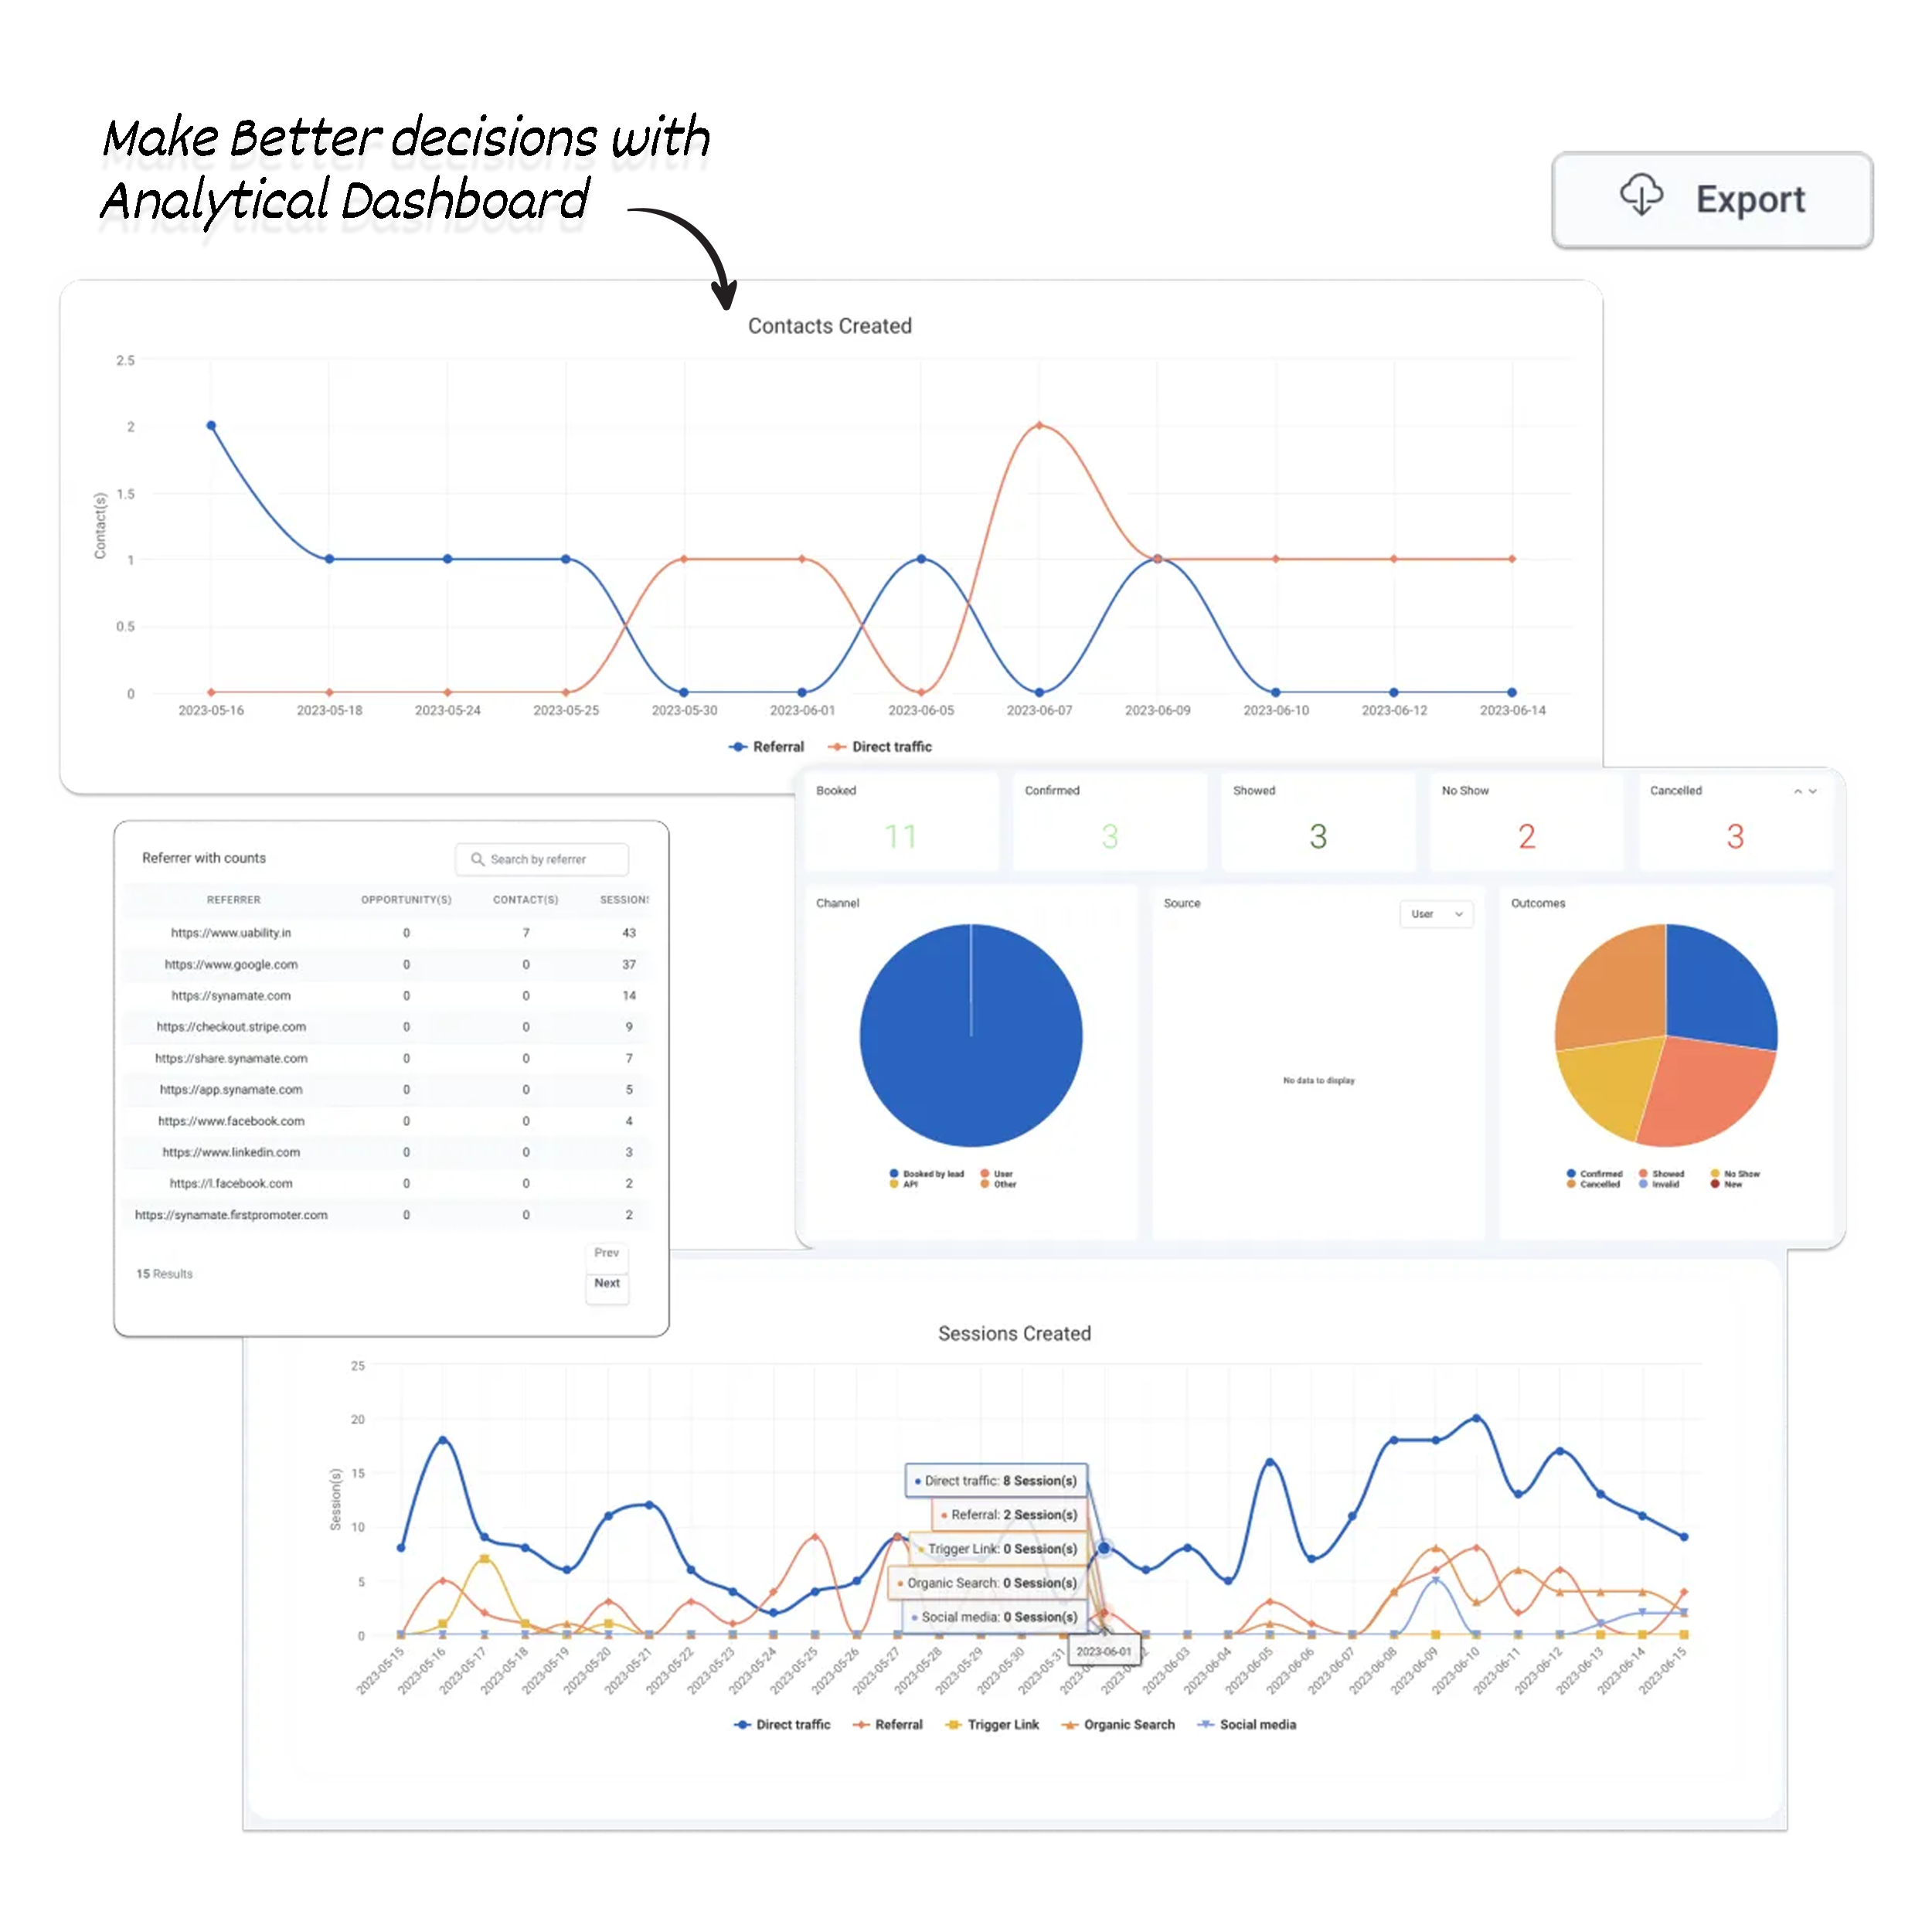 Make Better decisions with
Analytical Dashboard
Export
Contacts Created
2.5
2
1.5
1
0.5
0
Contact(s)
2023-05-16 2023-05-18 2023-05-24 2023-05-25 2023-05-30 2023-06-01 2023-06-05 2023-06-07 2023-06-09 2023-06-10 2023-06-12 2023-06-14
Referral Direct traffic
Booked Confirmed Showed No Show Cancelled
11 3 3 2 3
Referrer with counts Search by referrer
REFERRER OPPORTUNITY(S) CONTACT(S)
https://www.uability.in 0 7 43
https://www.google.com 0 0 37
https://synamate.com 0 0 14
https://checkout.stripe.com 0 0 9
https://share.synamate.com 0 0 7
https://app.synamate.com 0 0 5
https://www.facebook.com 0 0 4
https://www.linkedin.com 0 0 3
https://l.facebook.com 0 0 2
https://synamate.firstpromoter.com 0 0 2
15 Results
Prev
Next
Channel
Booked by lead User
API Other
Source User
No data to display
Outcomes
Confirmed Showed No Show
Cancelled Invalid New
Sessions Created
25
20
15
10
5
0
Session(s)
Direct traffic: 8 Session(s)
Referral: 2 Session(s)
Trigger Link: 0 Session(s)
Organic Search: 0 Session(s)
Social media: 0 Session(s)
2023-06-01
2023-05-15 2023-05-16 2023-05-17 2023-05-18 2023-05-19 2023-05-20 2023-05-21 2023-05-22 2023-05-23 2023-05-24 2023-05-25 2023-05-26 2023-05-27 2023-05-28 2023-05-29 2023-05-30 2023-05-31 2023-06-03 2023-06-04 2023-06-05 2023-06-06 2023-06-07 2023-06-08 2023-06-09 2023-06-10 2023-06-11 2023-06-12 2023-06-13 2023-06-14 2023-06-15
Direct traffic Referral Trigger Link Organic Search Social media